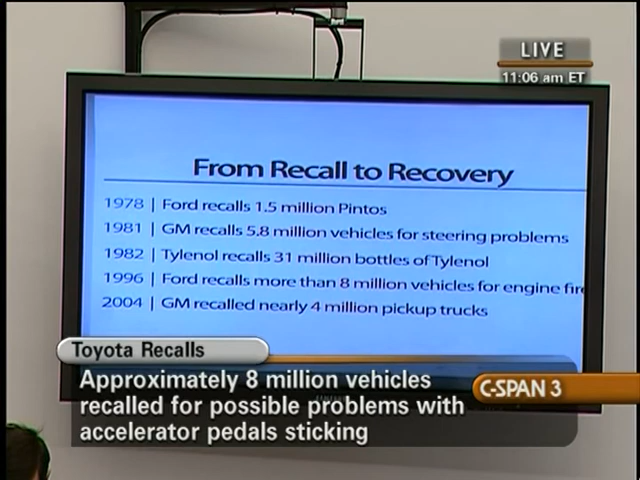 LIVE
11:06 am ET
From Recall to Recovery
1978 | Ford recalls 1.5 million Pintos
1981 | GM recalls 5.8 million vehicles for steering problems
1982 | Tylenol recalls 31 million bottles of Tylenol
1996 | Ford recalls more than 8 million vehicles for engine fire
2004 | GM recalled nearly 4 million pickup trucks
Toyota Recalls
Approximately 8 million vehicles
recalled for possible problems with
accelerator pedals sticking
C-SPAN 3